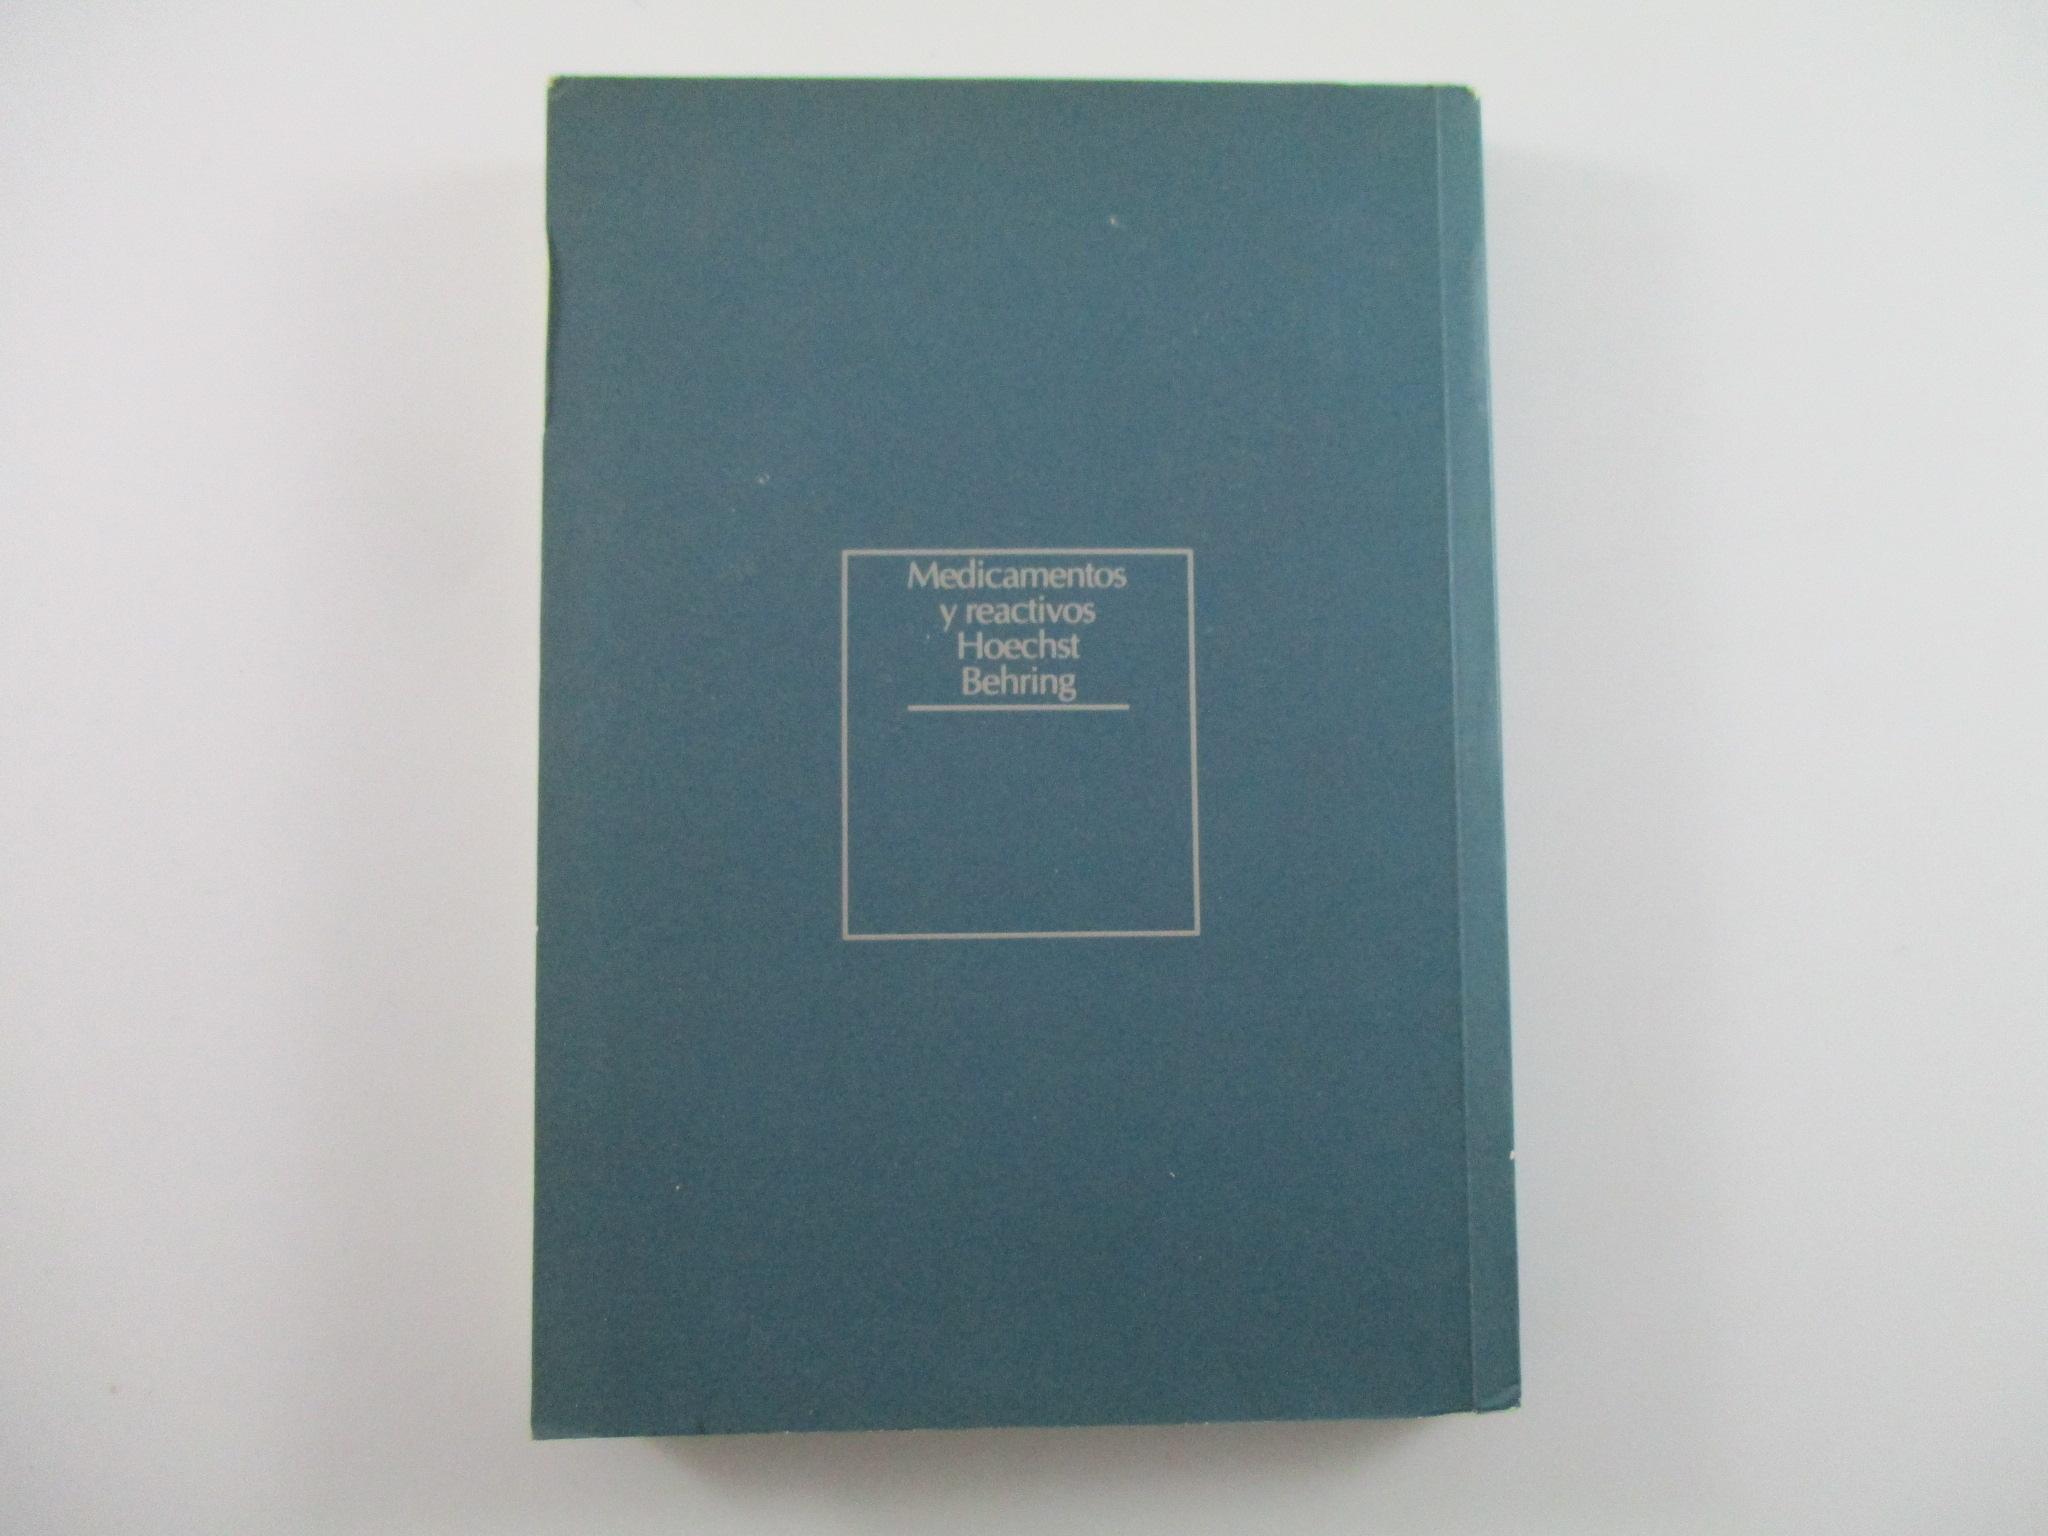 Medicamentos
y reactivos
Hoechst
Behring